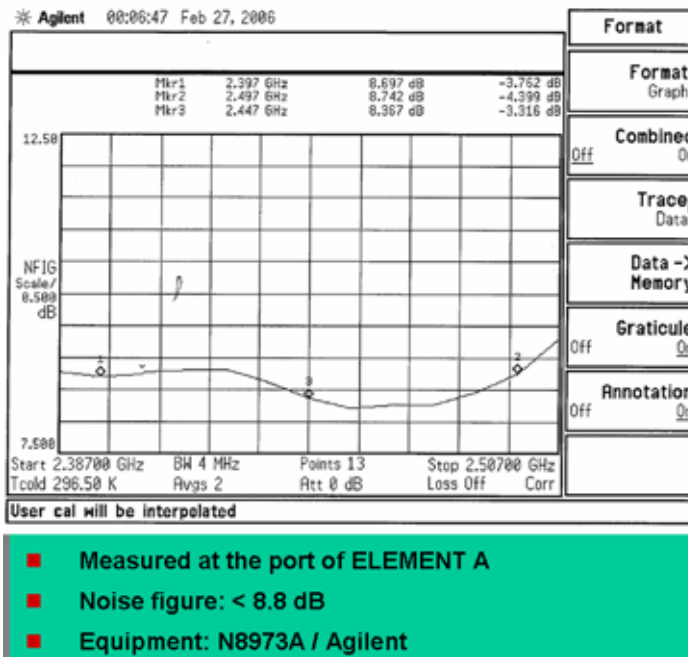 Agilent 00:06:47 Feb 27, 2006
Format
Mkr1 2.397 GHz 8.697 dB -3.762 dB
Mkr2 2.497 GHz 8.742 dB -4.399 dB
Mkr3 2.447 GHz 8.367 dB -3.316 dB
Format
Graph
12.50
Combined
Off O
Trace
Data
NFIG
Scale/
0.500
dB
Data ->
Memory
Graticule
Off On
1
2
3
Annotation
Off On
7.500
Start 2.38700 GHz BW 4 MHz Points 13 Stop 2.50700 GHz
Tcold 296.50 K Avgs 2 Att 0 dB Loss Off Corr
User cal will be interpolated
Measured at the port of ELEMENT A
Noise figure: < 8.8 dB
Equipment: N8973A / Agilent